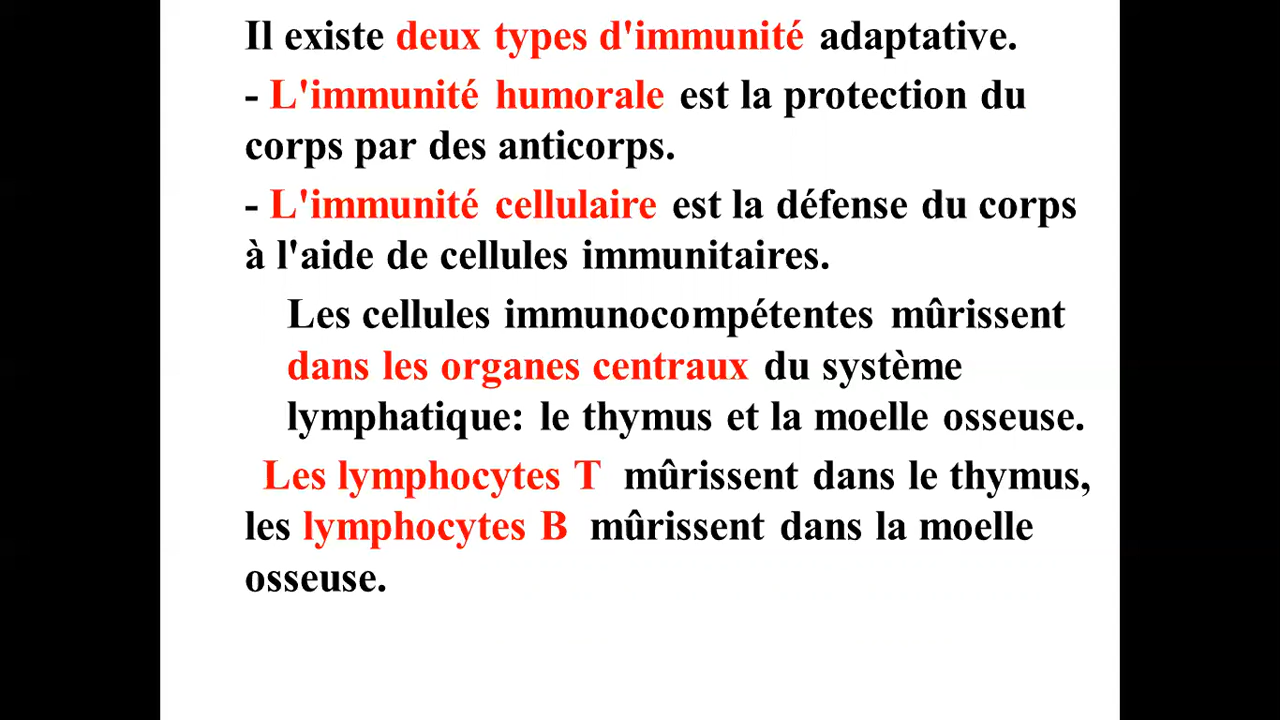 Il existe deux types d'immunité adaptative.
- L'immunité humorale est la protection du
corps par des anticorps.
- L'immunité cellulaire est la défense du corps
à l'aide de cellules immunitaires.
Les cellules immunocompétentes mûrissent
dans les organes centraux du système
lymphatique: le thymus et la moelle osseuse.
Les lymphocytes T mûrissent dans le thymus,
les lymphocytes B mûrissent dans la moelle
osseuse.